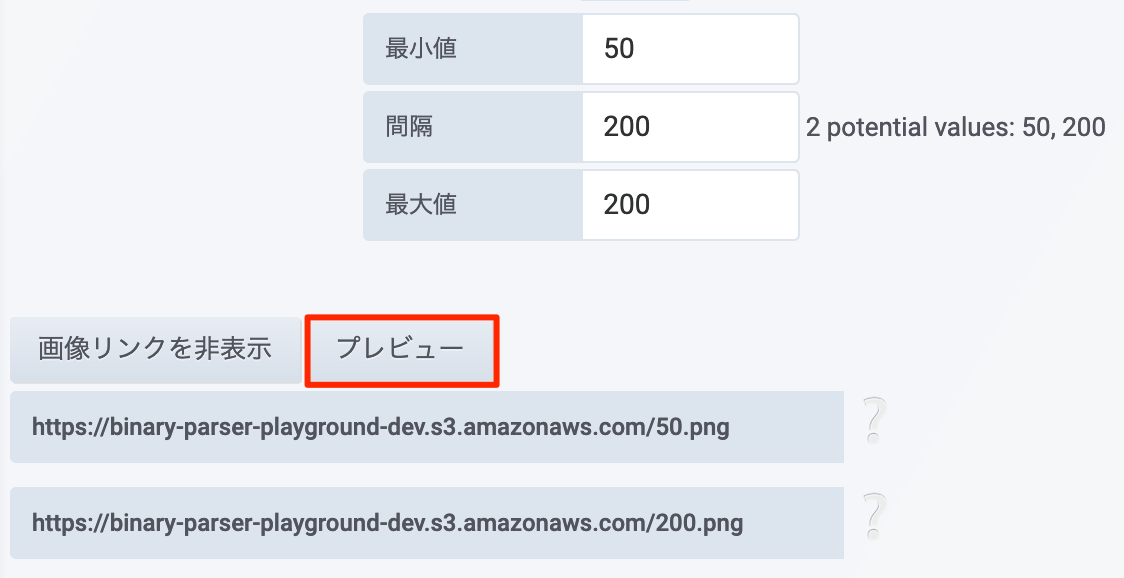 最小値 50
間隔 200 2 potential values: 50, 200
最大値 200
画像リンクを非表示 プレビュー
https://binary-parser-playground-dev.s3.amazonaws.com/50.png ?
https://binary-parser-playground-dev.s3.amazonaws.com/200.png ?